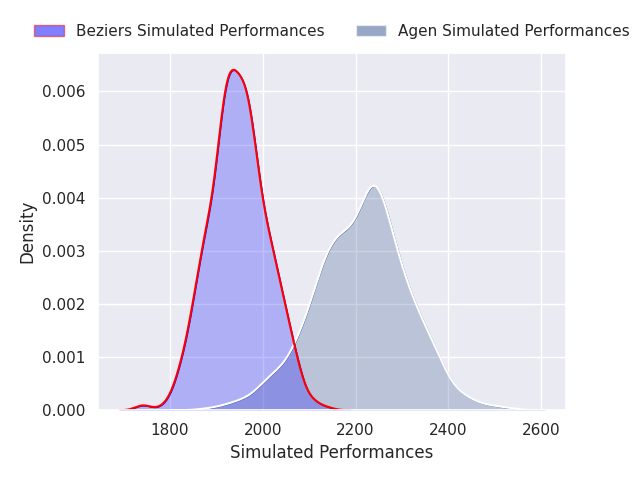 Beziers Simulated Performances Agen Simulated Performances
0.006
0.005
0.004
0.003
0.002
0.001
0.000
Density
1800 2000 2200 2400 2600
Simulated Performances